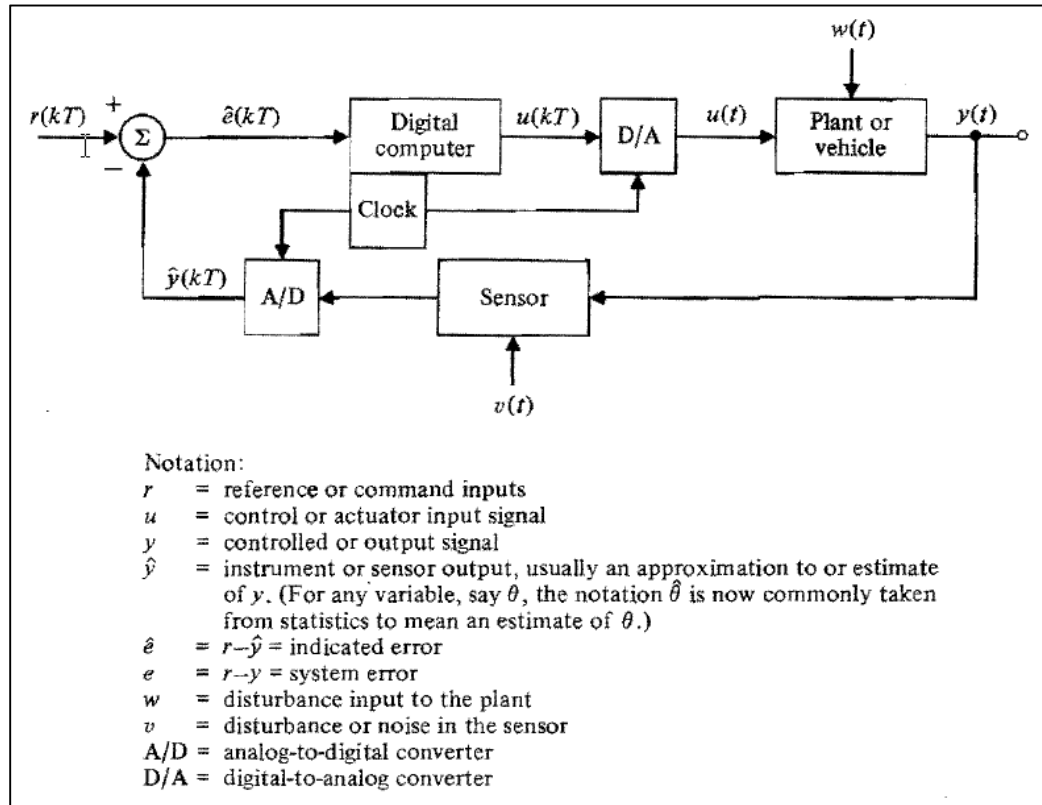 w(t)
r(kT)
+
−
Σ
ê(kT)
Digital
computer
u(kT)
D/A
u(t)
Plant or
vehicle
y(t)
Clock
ŷ(kT)
A/D
Sensor
v(t)
Notation:
r = reference or command inputs
u = control or actuator input signal
y = controlled or output signal
ŷ = instrument or sensor output, usually an approximation to or estimate
of y. (For any variable, say θ, the notation θ̂ is now commonly taken
from statistics to mean an estimate of θ.)
ê = r−ŷ = indicated error
e = r−y = system error
w = disturbance input to the plant
v = disturbance or noise in the sensor
A/D = analog-to-digital converter
D/A = digital-to-analog converter